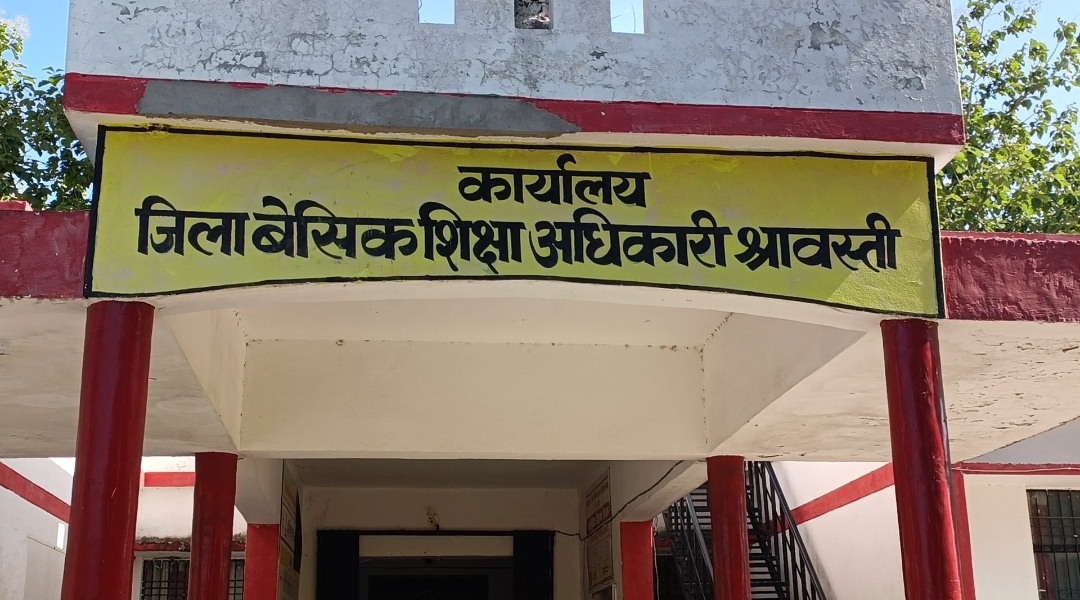 कार्यालय
जिला बेसिक शिक्षा अधिकारी श्रावस्ती